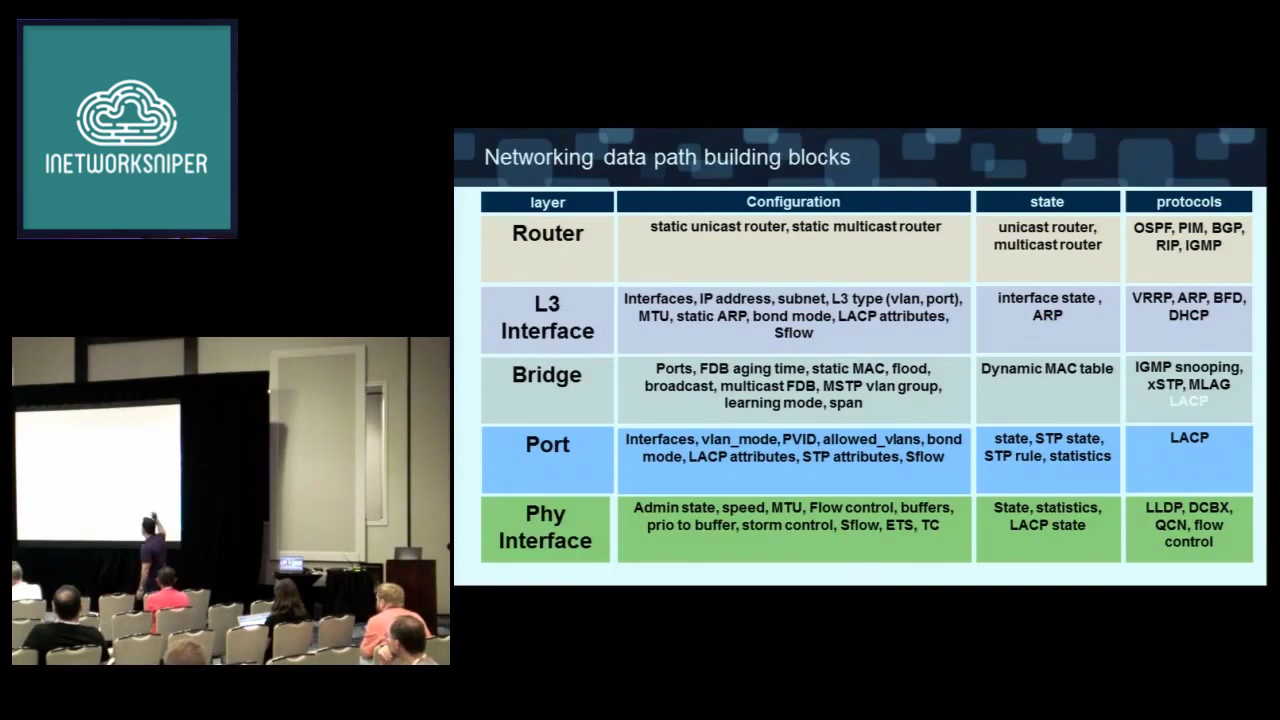 INETWORKSNIPER
Networking data path building blocks
layer
Configuration
state
protocols
Router
static unicast router, static multicast router
unicast router,
multicast router
OSPF, PIM, BGP,
RIP, IGMP
L3
Interface
Interfaces, IP address, subnet, L3 type (vlan, port),
MTU, static ARP, bond mode, LACP attributes,
Sflow
interface state ,
ARP
VRRP, ARP, BFD,
DHCP
Bridge
Ports, FDB aging time, static MAC, flood,
broadcast, multicast FDB, MSTP vlan group,
learning mode, span
Dynamic MAC table
IGMP snooping,
xSTP, MLAG
LACP
Port
Interfaces, vlan_mode, PVID, allowed_vlans, bond
mode, LACP attributes, STP attributes, Sflow
state, STP state,
STP rule, statistics
LACP
Phy
Interface
Admin state, speed, MTU, Flow control, buffers,
prio to buffer, storm control, Sflow, ETS, TC
State, statistics,
LACP state
LLDP, DCBX,
QCN, flow
control